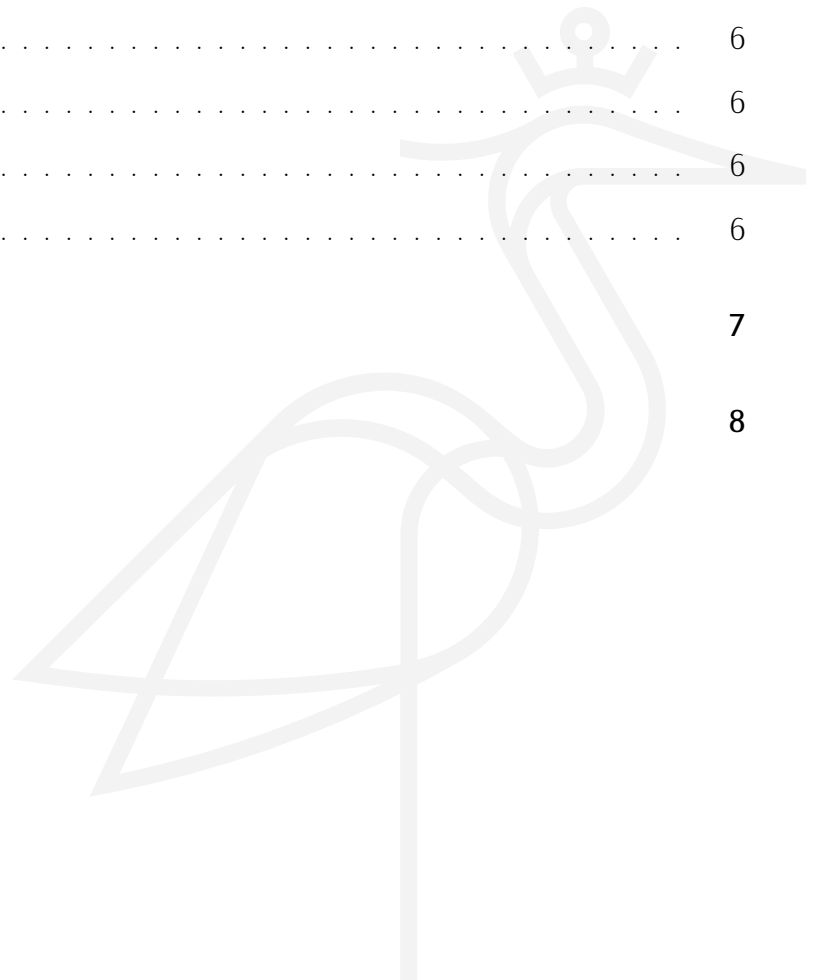 . . . . . . . . . . . . . . . . . . . . . . . . . . . . . . . . 6
. . . . . . . . . . . . . . . . . . . . . . . . . . . . . . . . 6
. . . . . . . . . . . . . . . . . . . . . . . . . . . . . . . . 6
. . . . . . . . . . . . . . . . . . . . . . . . . . . . . . . . 6
7
8